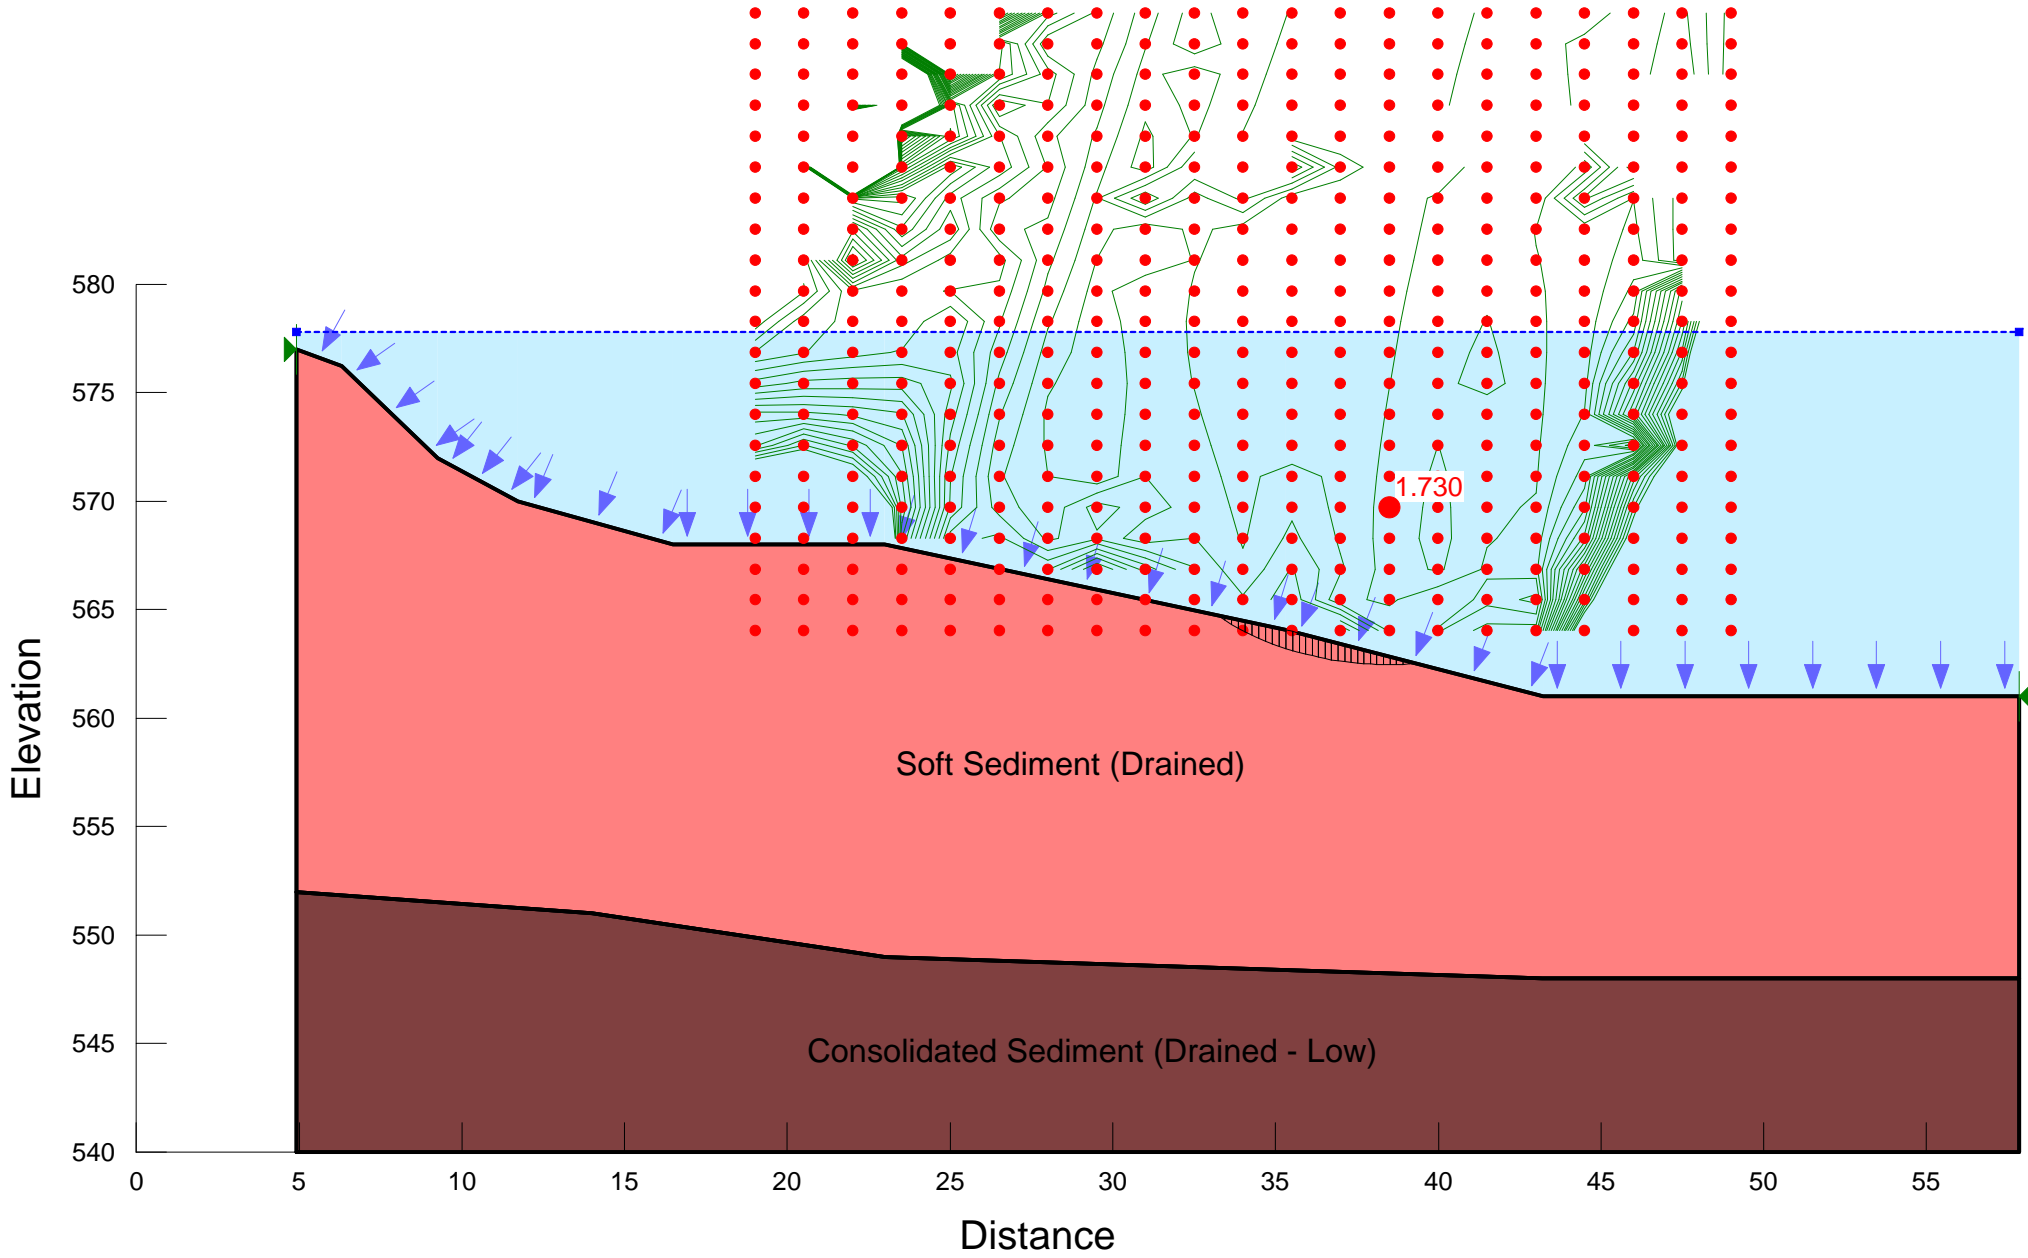 1.730
580
575
570
565
560
555
550
545
540
Elevation
Soft Sediment (Drained)
Consolidated Sediment (Drained - Low)
0 5 10 15 20 25 30 35 40 45 50 55
Distance